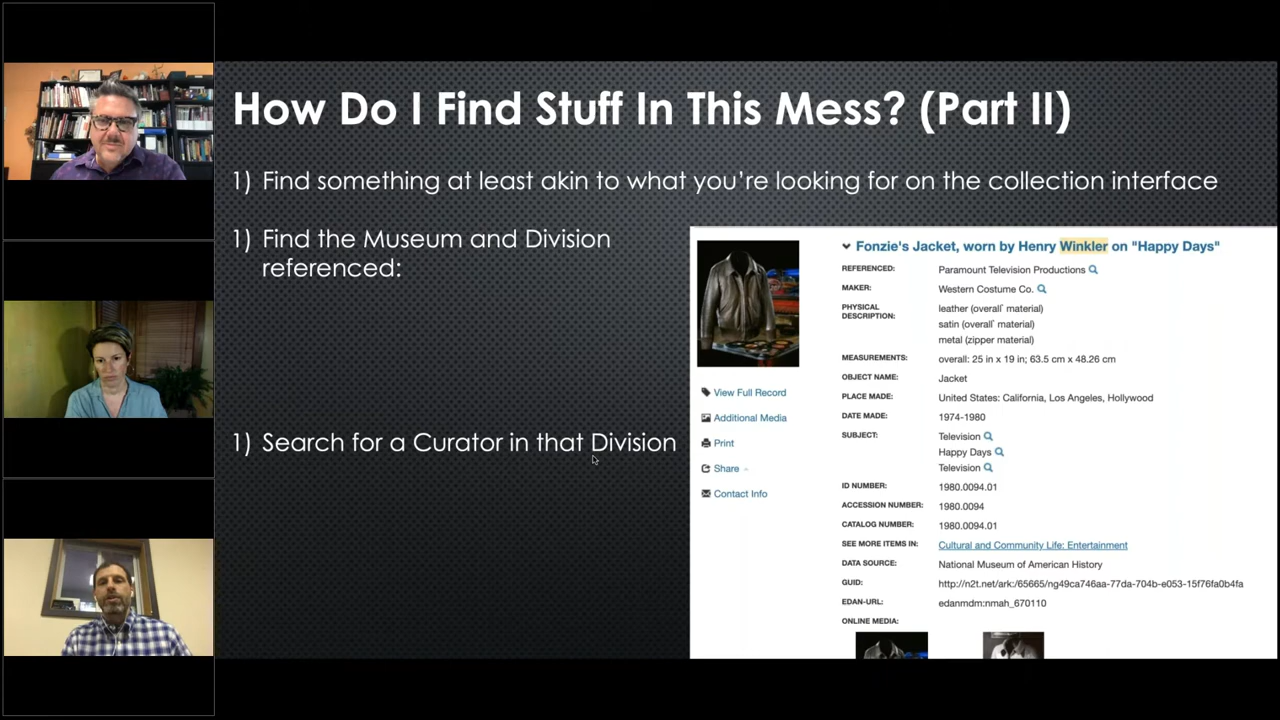 How Do I Find Stuff In This Mess? (Part II)
1) Find something at least akin to what you're looking for on the collection interface
1) Find the Museum and Division
referenced:
1) Search for a Curator in that Division
Fonzie's Jacket, worn by Henry Winkler on "Happy Days"
REFERENCED: Paramount Television Productions
MAKER: Western Costume Co.
PHYSICAL DESCRIPTION: leather (overall material)
satin (overall material)
metal (zipper material)
MEASUREMENTS: overall: 25 in x 19 in; 63.5 cm x 48.26 cm
OBJECT NAME: Jacket
PLACE MADE: United States: California, Los Angeles, Hollywood
DATE MADE: 1974-1980
SUBJECT: Television
Happy Days
Television
ID NUMBER: 1980.0094.01
ACCESSION NUMBER: 1980.0094
CATALOG NUMBER: 1980.0094.01
SEE MORE ITEMS IN: Cultural and Community Life: Entertainment
DATA SOURCE: National Museum of American History
GUID: http://n2t.net/ark:/65665/ng49ca746aa-77da-704b-e053-15f76fa0b4fa
EDAN-URL: edanmdm:nmah_670110
ONLINE MEDIA:
View Full Record
Additional Media
Print
Share
Contact Info